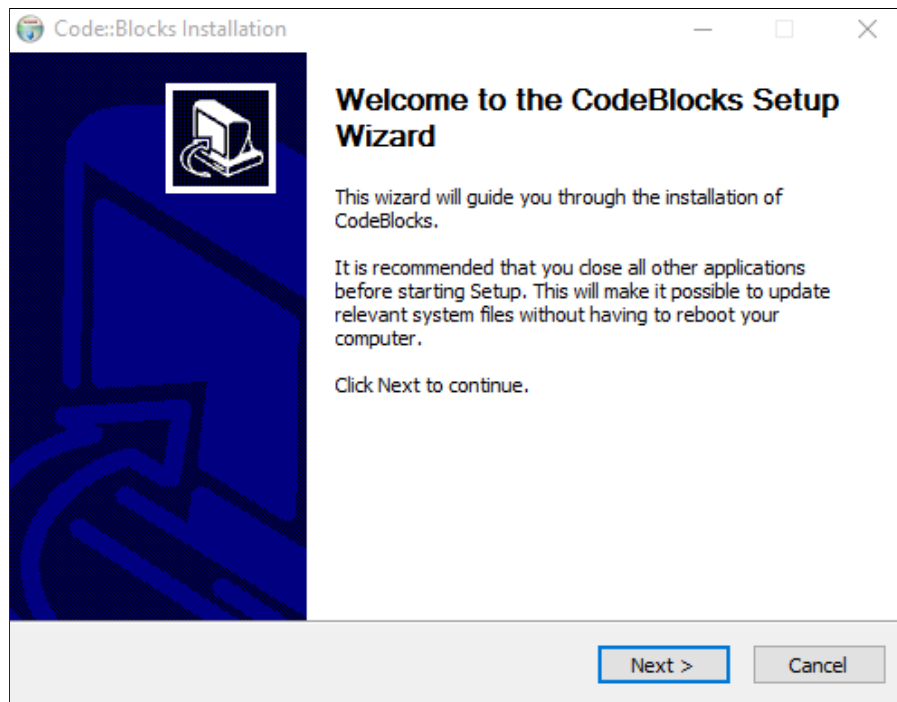 Code::Blocks Installation
Welcome to the CodeBlocks Setup
Wizard
This wizard will guide you through the installation of
CodeBlocks.
It is recommended that you close all other applications
before starting Setup. This will make it possible to update
relevant system files without having to reboot your
computer.
Click Next to continue.
Next >
Cancel